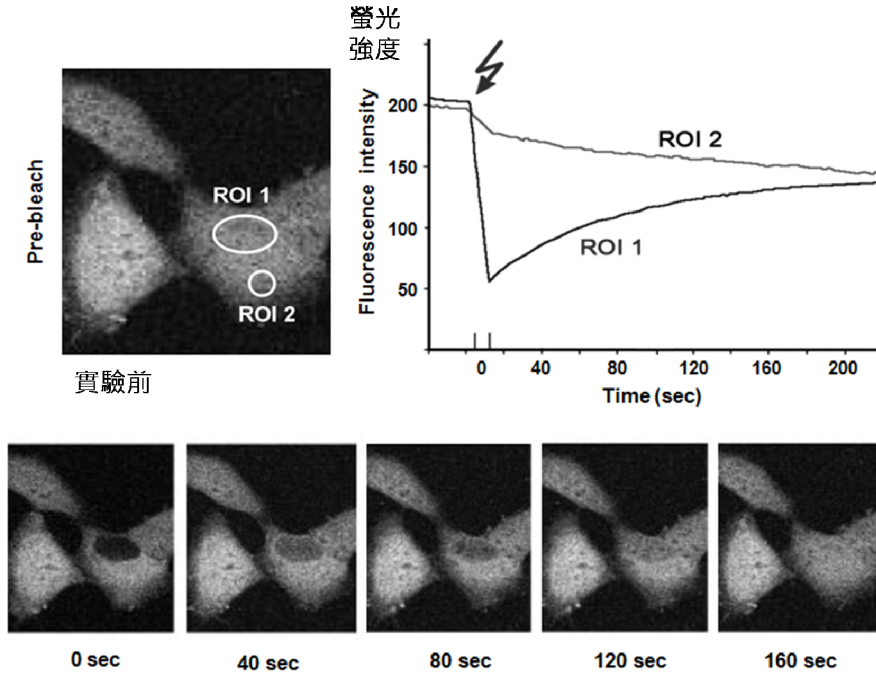 Pre-bleach
ROI 1
ROI 2
實驗前
螢光
強度
Fluorescence intensity
200
150
100
50
ROI 2
ROI 1
0 40 80 120 160 200
Time (sec)
0 sec 40 sec 80 sec 120 sec 160 sec